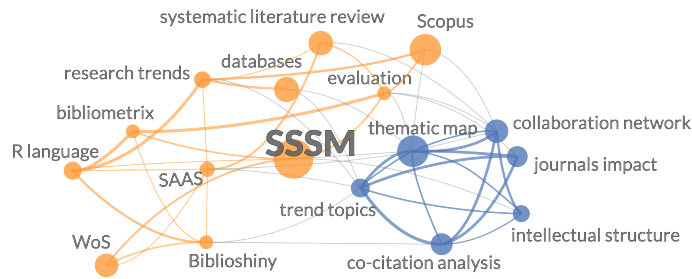 systematic literature review
Scopus
databases
research trends
evaluation
bibliometrix
thematic map
collaboration network
SSSM
R language
journals impact
SAAS
trend topics
intellectual structure
WoS
Biblioshiny
co-citation analysis